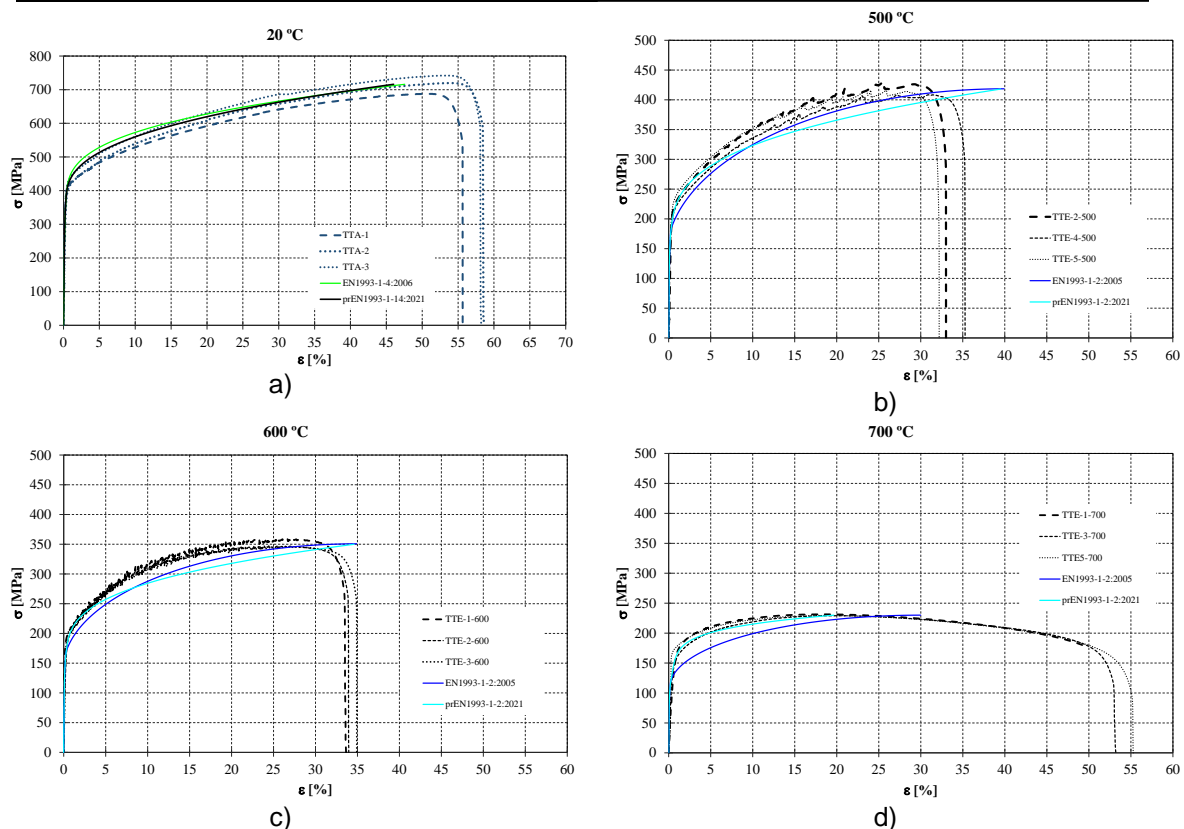 20 ºC
800
700
600
500
400
300
200
100
0
σ [MPa]
0 5 10 15 20 25 30 35 40 45 50 55 60 65 70
ε [%]
TTA-1
TTA-2
TTA-3
EN1993-1-4:2006
prEN1993-1-14:2021
a)
500 ºC
500
450
400
350
300
250
200
150
100
50
0
σ [MPa]
0 5 10 15 20 25 30 35 40 45 50 55 60
ε [%]
TTE-2-500
TTE-4-500
TTE-5-500
EN1993-1-2:2005
prEN1993-1-2:2021
b)
600 ºC
500
450
400
350
300
250
200
150
100
50
0
σ [MPa]
0 5 10 15 20 25 30 35 40 45 50 55 60
ε [%]
TTE-1-600
TTE-2-600
TTE-3-600
EN1993-1-2:2005
prEN1993-1-2:2021
c)
700 ºC
500
450
400
350
300
250
200
150
100
50
0
σ [MPa]
0 5 10 15 20 25 30 35 40 45 50 55 60
ε [%]
TTE-1-700
TTE-3-700
TTE5-700
EN1993-1-2:2005
prEN1993-1-2:2021
d)